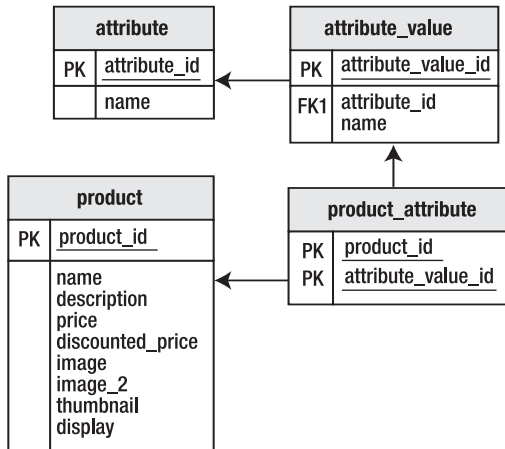 attribute
PK attribute_id
name
attribute_value
PK attribute_value_id
FK1 attribute_id
name
product
PK product_id
name
description
price
discounted_price
image
image_2
thumbnail
display
product_attribute
PK product_id
PK attribute_value_id